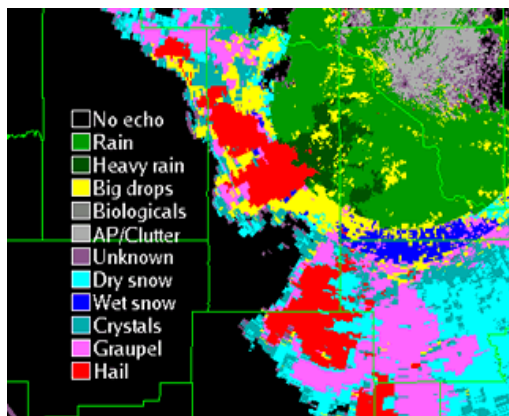 No echo
Rain
Heavy rain
Big drops
Biologicals
AP/Clutter
Unknown
Dry snow
Wet snow
Crystals
Graupel
Hail